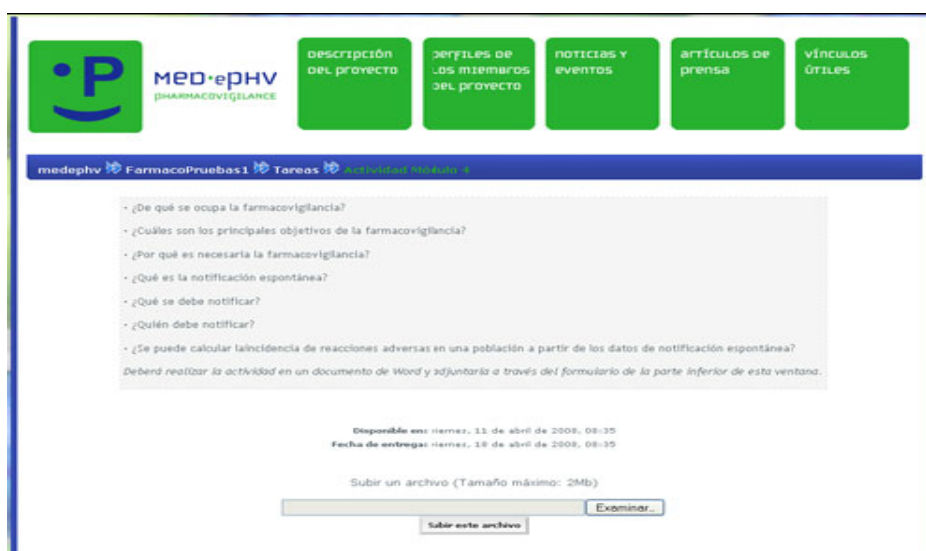 P
MED·ePHV
PHARMACOVIGILANCE
Descripción
del proyecto
perfiles de
los miembros
del proyecto
noticias y
eventos
artículos de
prensa
vínculos
útiles
medephv FarmacoPruebas1 Tareas Actividad Módulo 4
- ¿De qué se ocupa la farmacovigilancia?
- ¿Cuáles son los principales objetivos de la farmacovigilancia?
- ¿Por qué es necesaria la farmacovigilancia?
- ¿Qué es la notificación espontánea?
- ¿Qué se debe notificar?
- ¿Quién debe notificar?
- ¿Se puede calcular laincidencia de reacciones adversas en una población a partir de los datos de notificación espontánea?
Deberá realizar la actividad en un documento de Word y adjuntarla a través del formulario de la parte inferior de esta ventana.
Disponible en: viernes, 11 de abril de 2008, 08:35
Fecha de entrega: viernes, 18 de abril de 2008, 08:35
Subir un archivo (Tamaño máximo: 2Mb)
Examinar..
Subir este archivo